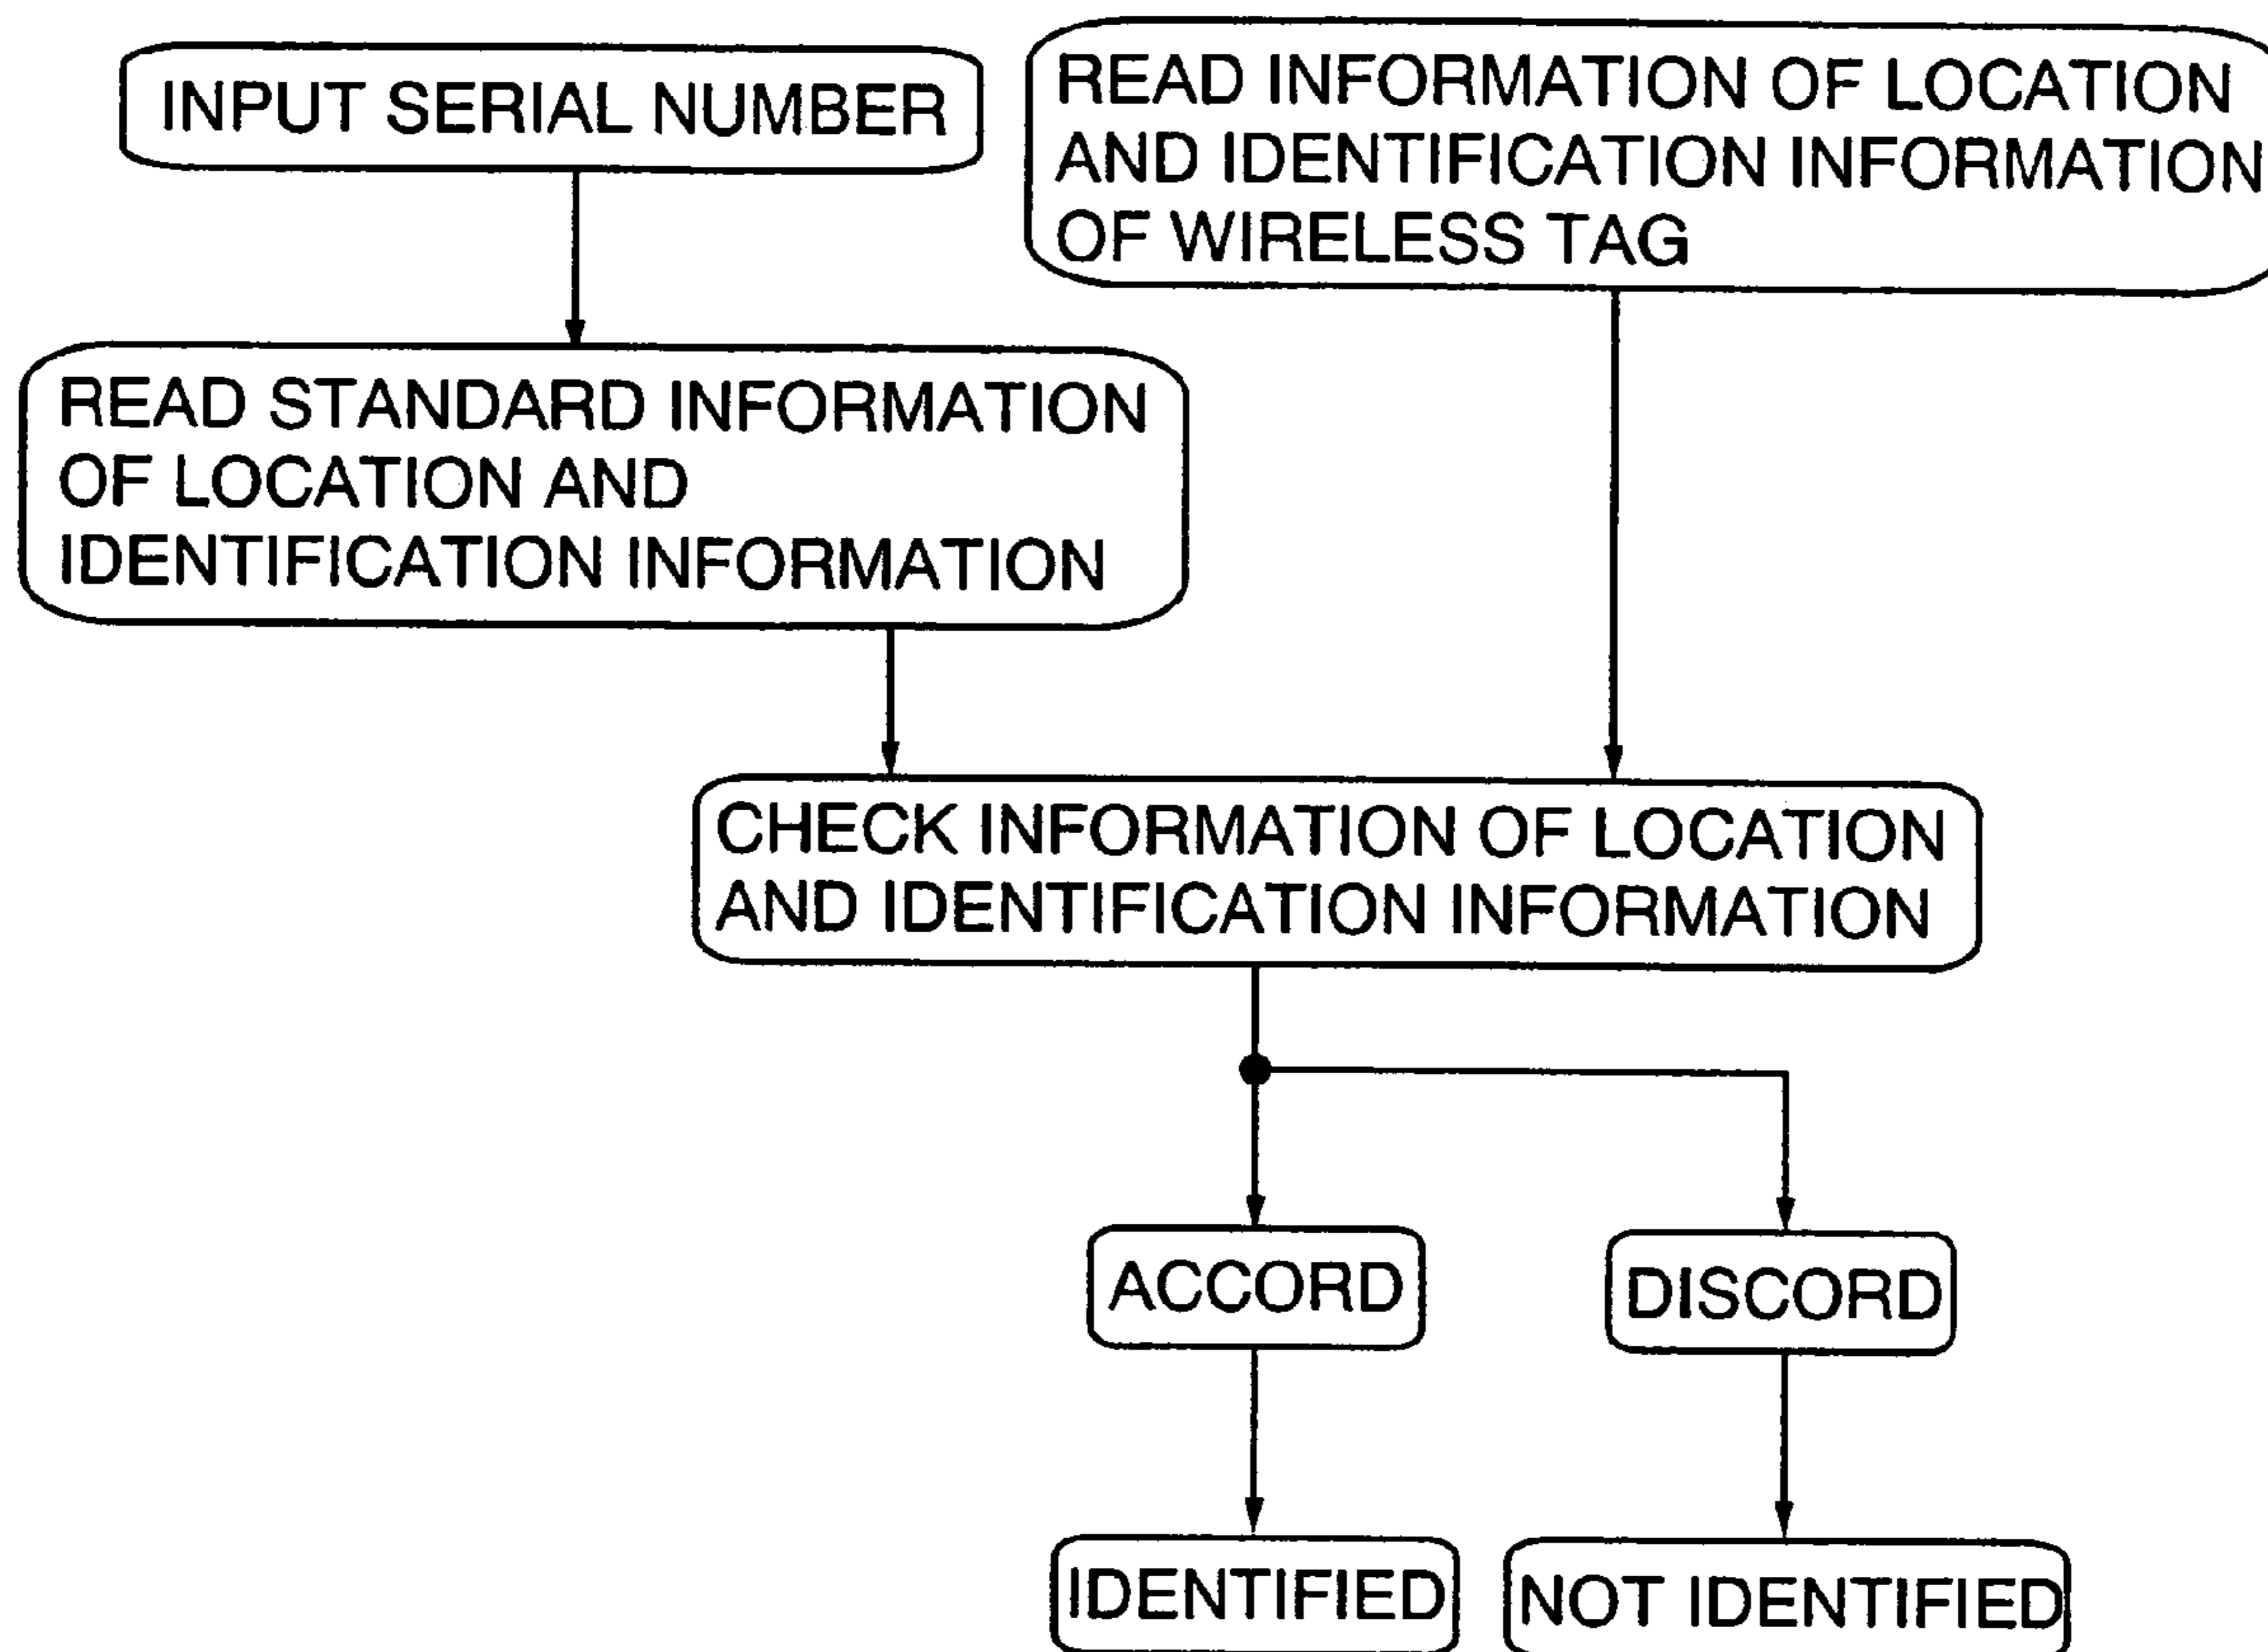 INPUT SERIAL NUMBER
READ INFORMATION OF LOCATION
AND IDENTIFICATION INFORMATION
OF WIRELESS TAG
READ STANDARD INFORMATION
OF LOCATION AND
IDENTIFICATION INFORMATION
CHECK INFORMATION OF LOCATION
AND IDENTIFICATION INFORMATION
ACCORD
DISCORD
IDENTIFIED
NOT IDENTIFIED